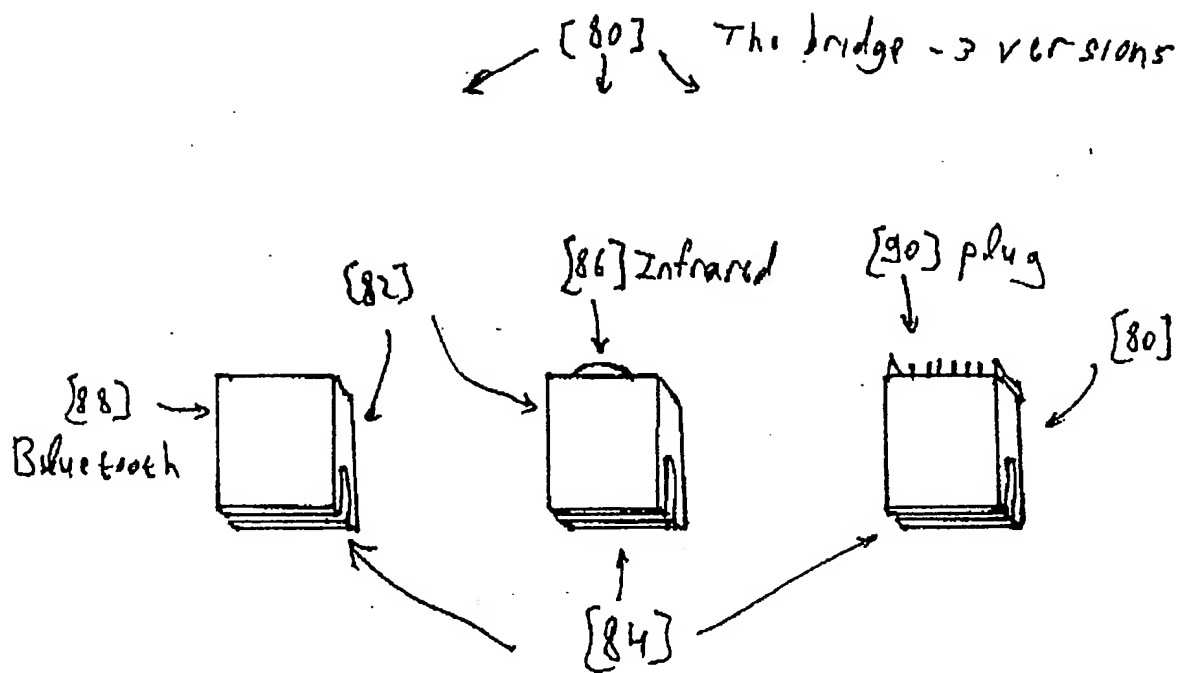 [80] The bridge - 3 versions
[86] Infrared
[90] plug
[82]
[80]
[88]
Bluetooth
[84]